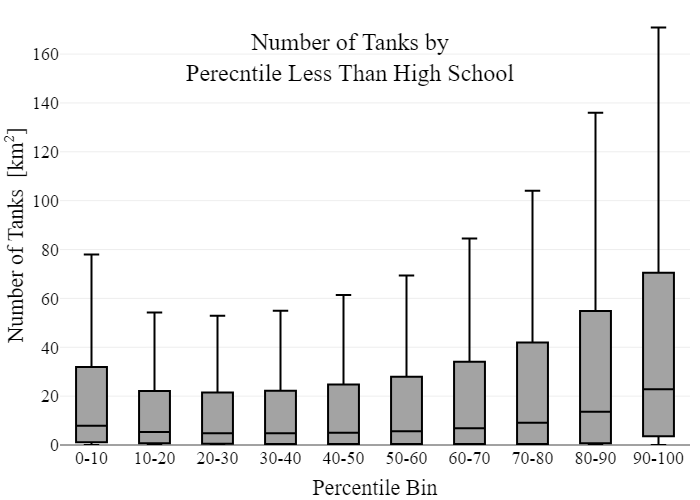 Number of Tanks by
Perecntile Less Than High School
Number of Tanks [km2]
160
140
120
100
80
60
40
20
0
0-10 10-20 20-30 30-40 40-50 50-60 60-70 70-80 80-90 90-100
Percentile Bin